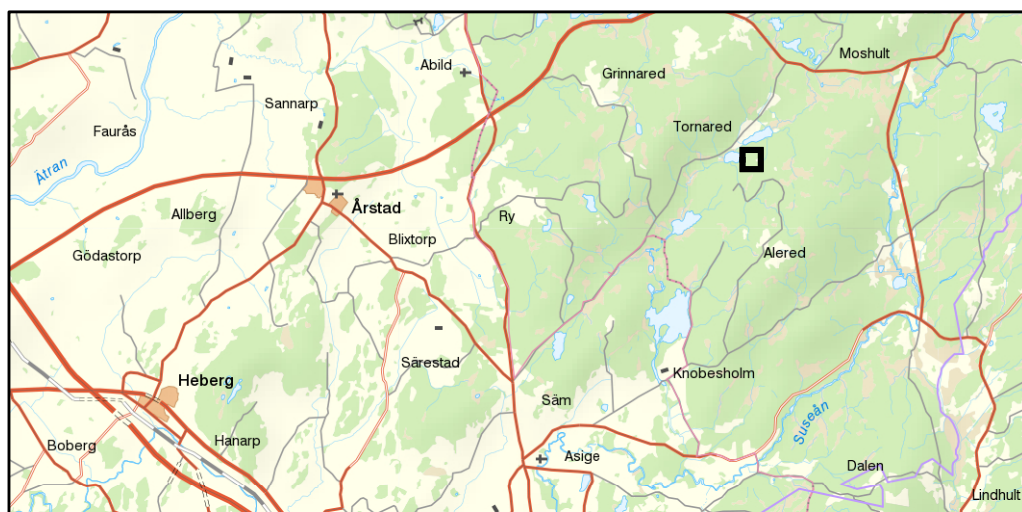 Moshult
Abild
Grinnared
Sannarp
Tornared
Faurås
Ätran
Årstad
Allberg
Ry
Blixtorp
Gödastorp
Alered
Särestad
Knobesholm
Heberg
Säm
Suseån
Hanarp
Boberg
Asige
Dalen
Lindhult